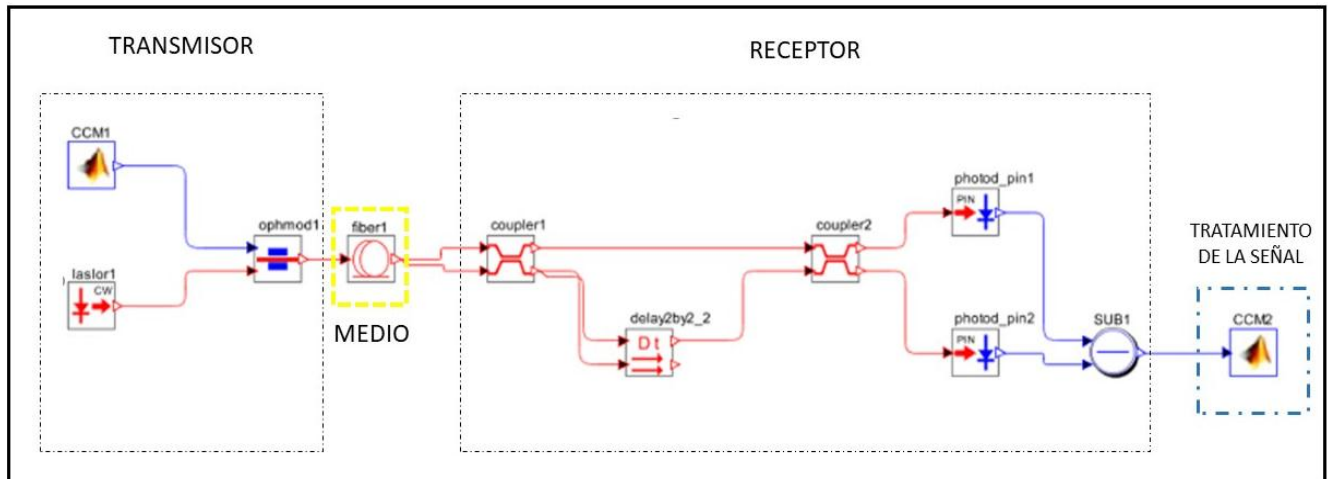 TRANSMISOR
RECEPTOR
CCM1
ophmod1
laslor1
CW
fiber1
MEDIO
coupler1
delay2by2_2
Dt
coupler2
photod_pin1
PIN
photod_pin2
PIN
SUB1
TRATAMIENTO
DE LA SEÑAL
CCM2